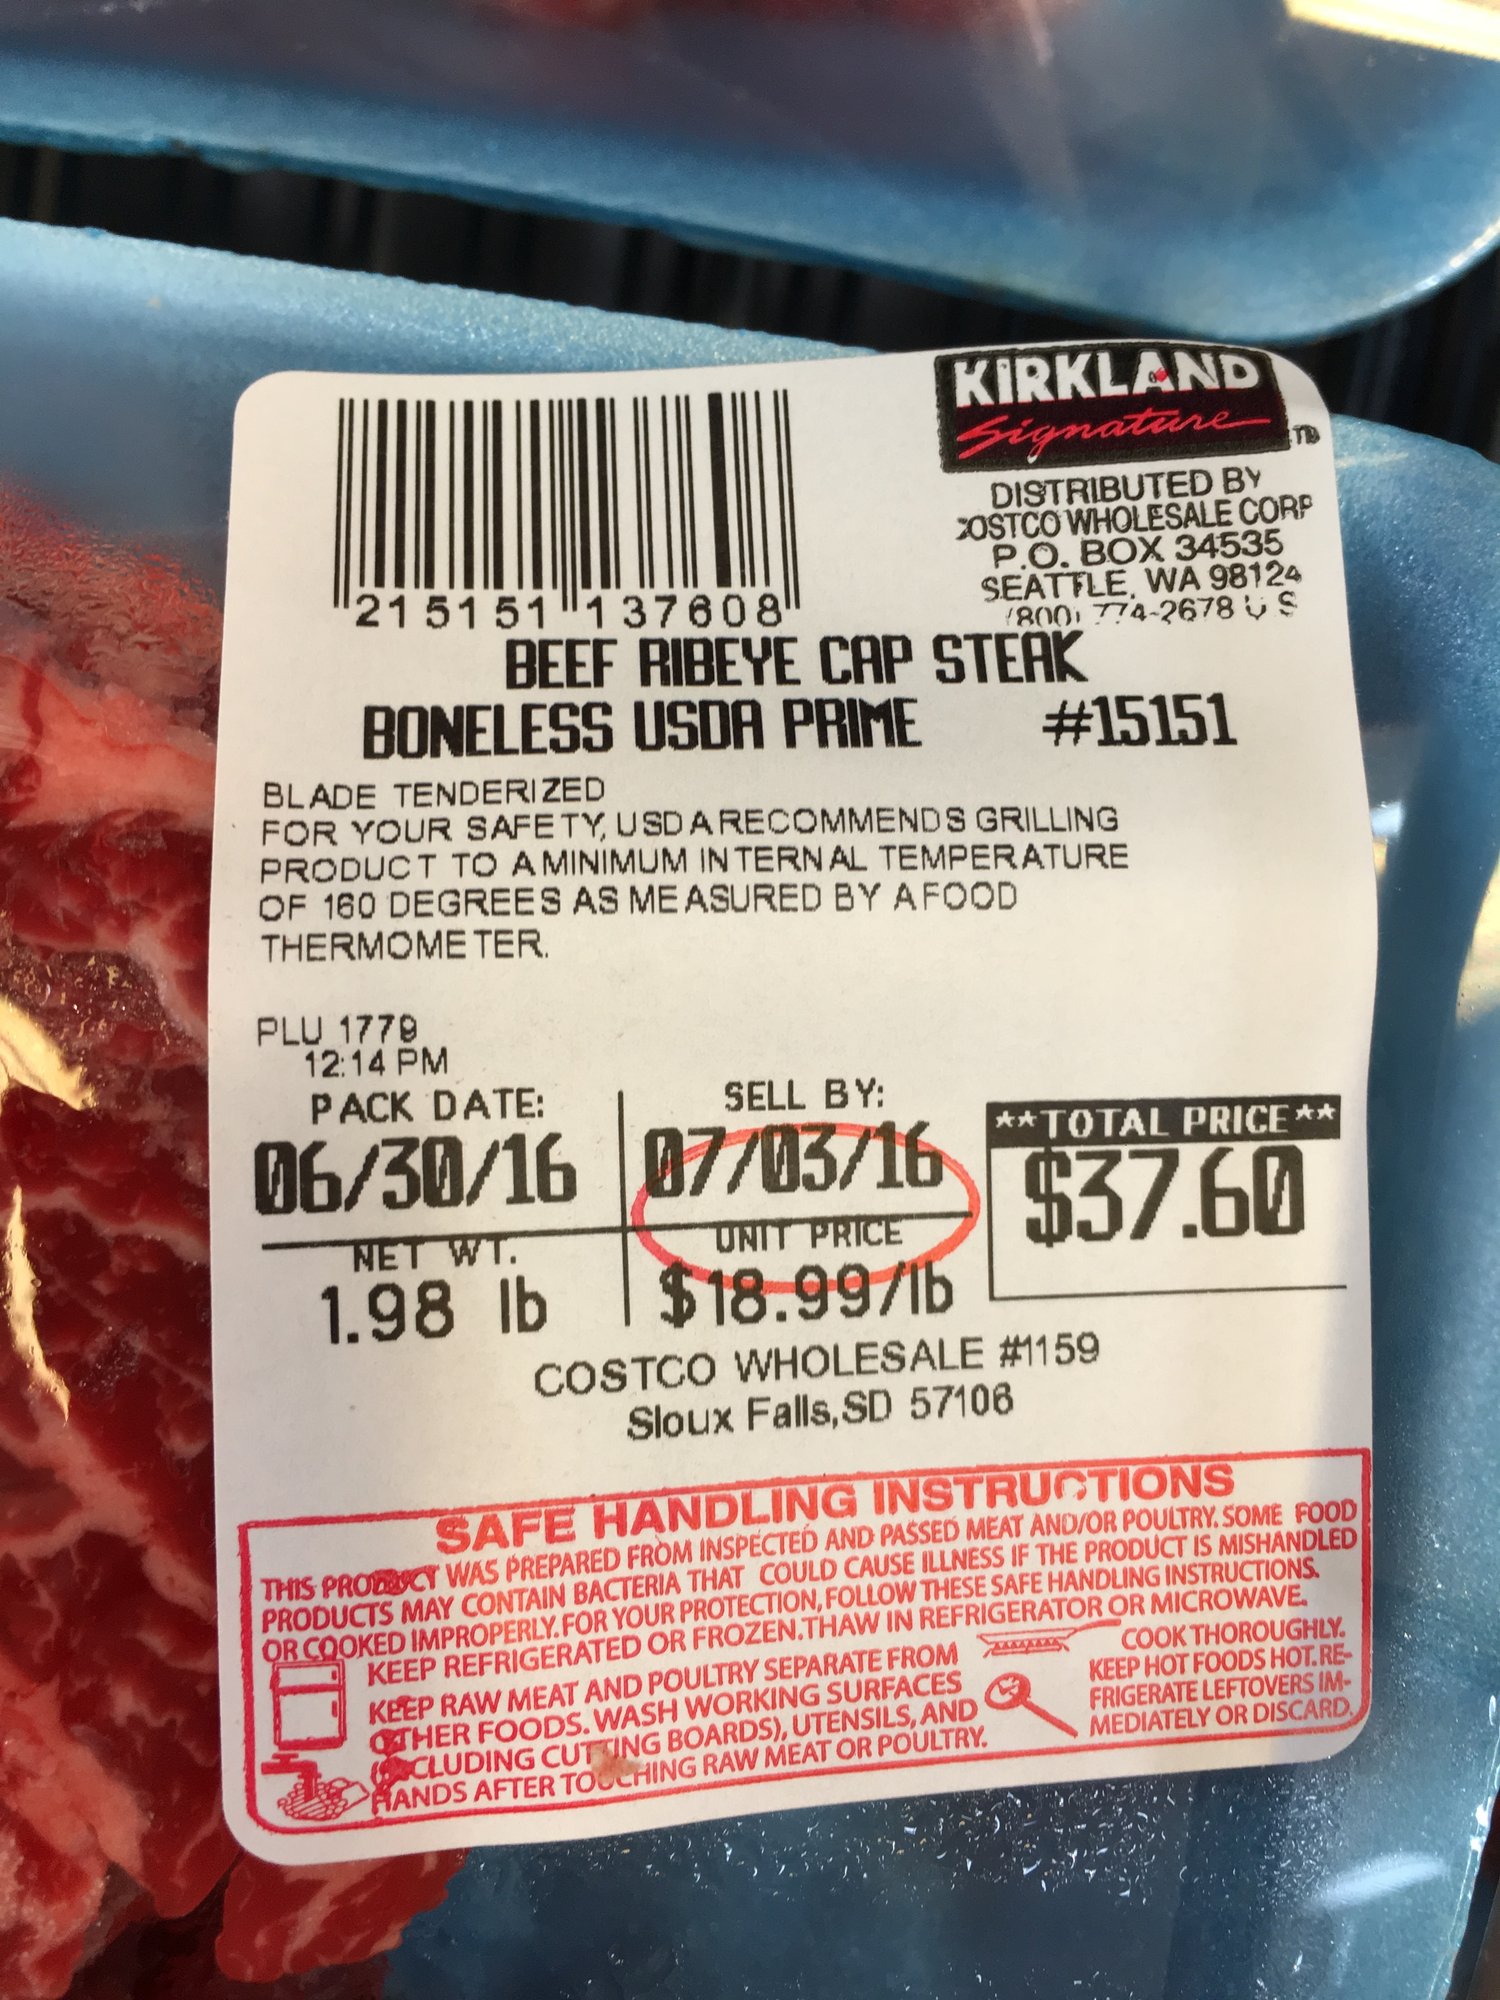 KIRKLAND
Signature TM
DISTRIBUTED BY
COSTCO WHOLESALE CORP
P.O. BOX 34535
SEATTLE, WA 98124
(800) 774-2678 U S
215151 137608
BEEF RIBEYE CAP STEAK
BONELESS USDA PRIME #15151
BLADE TENDERIZED
FOR YOUR SAFETY, USDA RECOMMENDS GRILLING
PRODUCT TO A MINIMUM INTERNAL TEMPERATURE
OF 160 DEGREES AS MEASURED BY A FOOD
THERMOMETER.
PLU 1779
12:14 PM
PACK DATE: SELL BY:
06/30/16 07/03/16
**TOTAL PRICE**
$37.60
NET WT. UNIT PRICE
1.98 lb $18.99/lb
COSTCO WHOLESALE #1159
Sioux Falls,SD 57106
SAFE HANDLING INSTRUCTIONS
THIS PRODUCT WAS PREPARED FROM INSPECTED AND PASSED MEAT AND/OR POULTRY. SOME FOOD
PRODUCTS MAY CONTAIN BACTERIA THAT COULD CAUSE ILLNESS IF THE PRODUCT IS MISHANDLED
OR COOKED IMPROPERLY. FOR YOUR PROTECTION, FOLLOW THESE SAFE HANDLING INSTRUCTIONS.
KEEP REFRIGERATED OR FROZEN. THAW IN REFRIGERATOR OR MICROWAVE.
KEEP RAW MEAT AND POULTRY SEPARATE FROM
OTHER FOODS. WASH WORKING SURFACES
(INCLUDING CUTTING BOARDS), UTENSILS, AND
HANDS AFTER TOUCHING RAW MEAT OR POULTRY.
COOK THOROUGHLY.
KEEP HOT FOODS HOT. RE-
FRIGERATE LEFTOVERS IM-
MEDIATELY OR DISCARD.